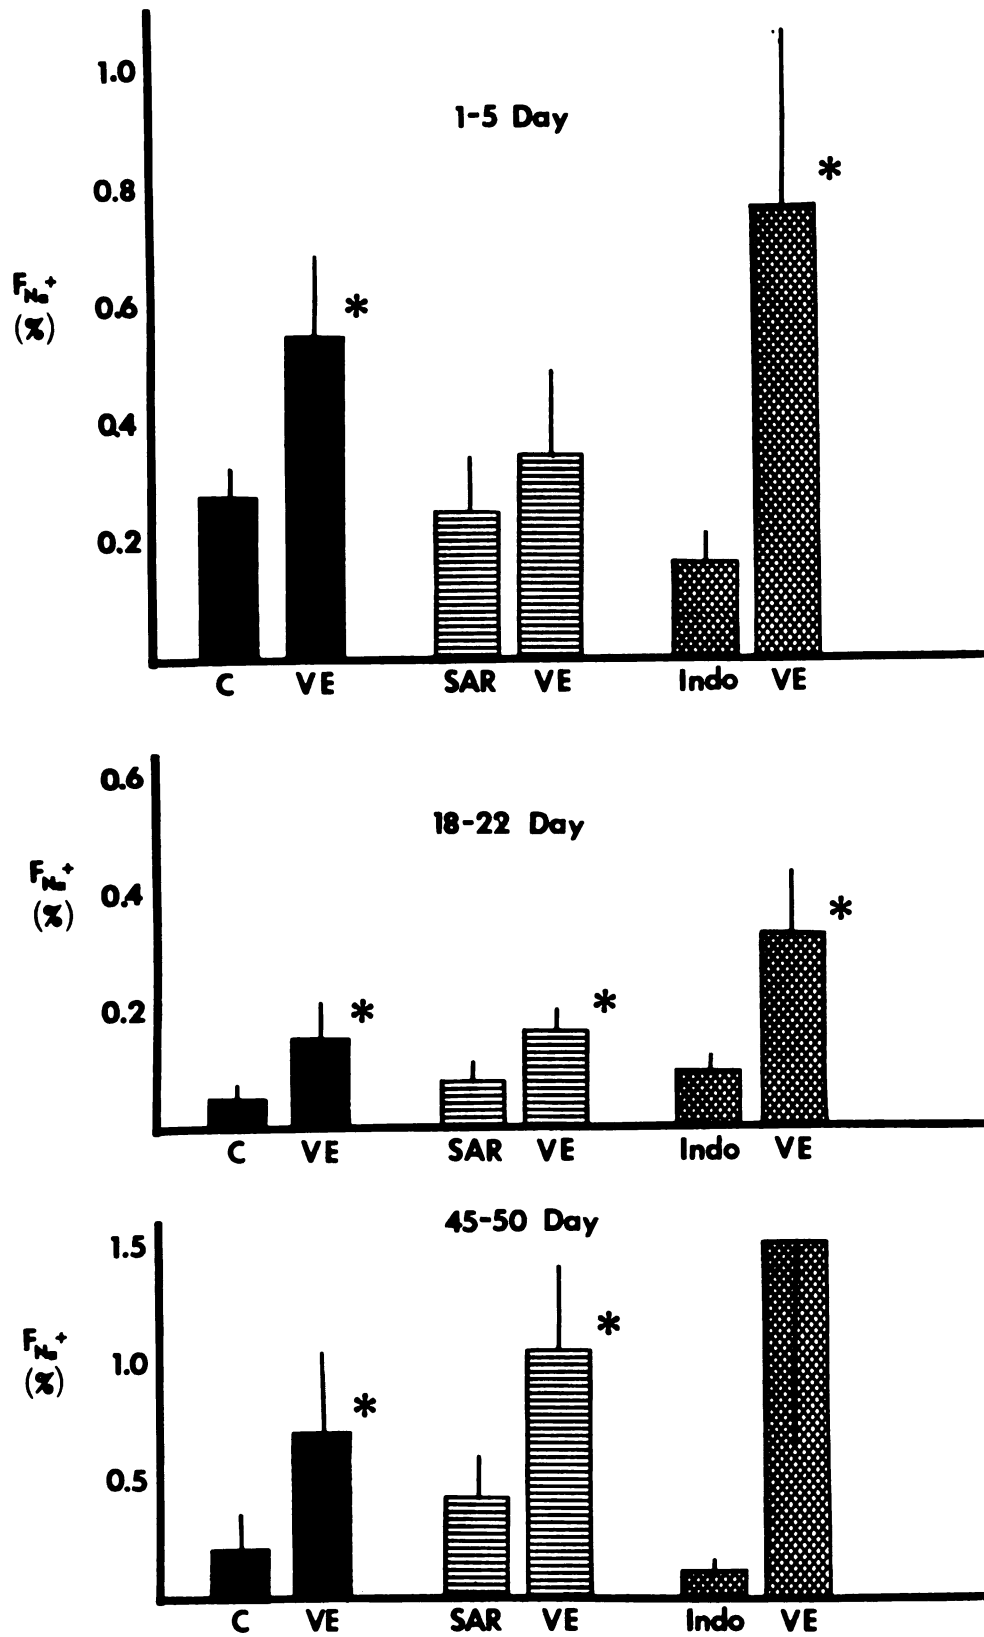 1-5 Day
F_Na+
(%)
1.0
0.8
0.6
0.4
0.2
*
*
C VE SAR VE Indo VE
18-22 Day
F_Na+
(%)
0.6
0.4
0.2
*
*
*
C VE SAR VE Indo VE
45-50 Day
F_Na+
(%)
1.5
1.0
0.5
*
*
C VE SAR VE Indo VE